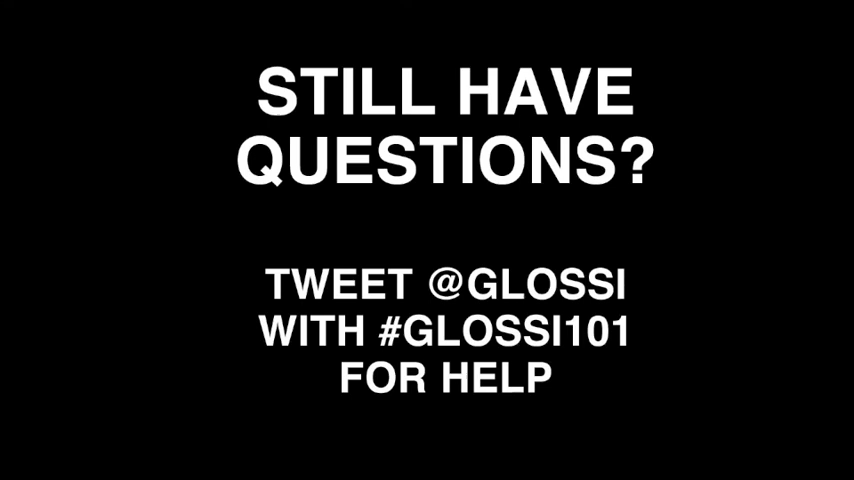 STILL HAVE
QUESTIONS?
TWEET @GLOSSI
WITH #GLOSSI101
FOR HELP